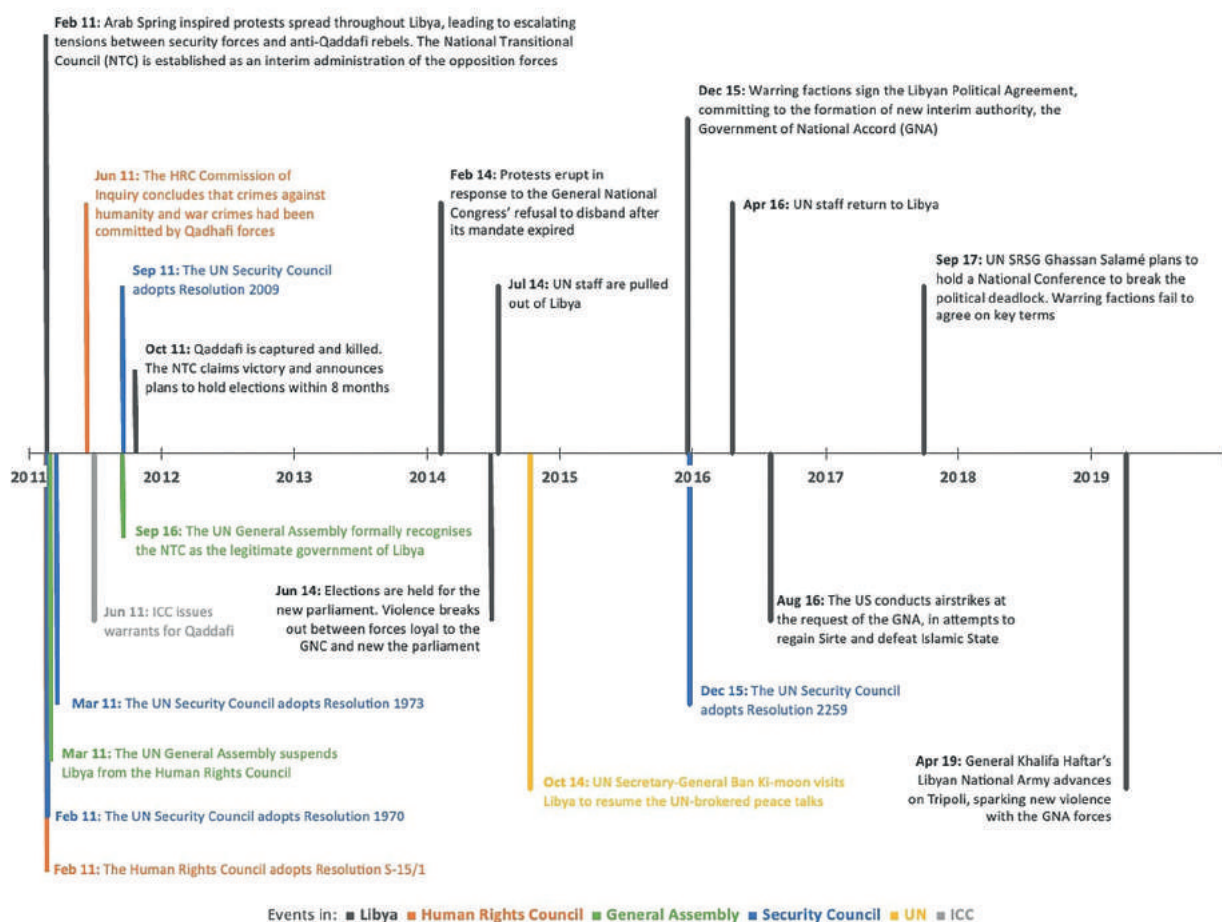 Feb 11: Arab Spring inspired protests spread throughout Libya, leading to escalating
tensions between security forces and anti-Qaddafi rebels. The National Transitional
Council (NTC) is established as an interim administration of the opposition forces
Dec 15: Warring factions sign the Libyan Political Agreement,
committing to the formation of new interim authority, the
Government of National Accord (GNA)
Jun 11: The HRC Commission of
Inquiry concludes that crimes against
humanity and war crimes had been
committed by Qadhafi forces
Feb 14: Protests erupt in
response to the General National
Congress' refusal to disband after
its mandate expired
Apr 16: UN staff return to Libya
Sep 11: The UN Security Council
adopts Resolution 2009
Jul 14: UN staff are pulled
out of Libya
Sep 17: UN SRSG Ghassan Salamé plans to
hold a National Conference to break the
political deadlock. Warring factions fail to
agree on key terms
Oct 11: Qaddafi is captured and killed.
The NTC claims victory and announces
plans to hold elections within 8 months
2011 2012 2013 2014 2015 2016 2017 2018 2019
Sep 16: The UN General Assembly formally recognises
the NTC as the legitimate government of Libya
Jun 11: ICC issues
warrants for Qaddafi
Jun 14: Elections are held for the
new parliament. Violence breaks
out between forces loyal to the
GNC and new the parliament
Aug 16: The US conducts airstrikes at
the request of the GNA, in attempts to
regain Sirte and defeat Islamic State
Mar 11: The UN Security Council adopts Resolution 1973
Dec 15: The UN Security Council
adopts Resolution 2259
Mar 11: The UN General Assembly suspends
Libya from the Human Rights Council
Oct 14: UN Secretary-General Ban Ki-moon visits
Libya to resume the UN-brokered peace talks
Apr 19: General Khalifa Haftar's
Libyan National Army advances
on Tripoli, sparking new violence
with the GNA forces
Feb 11: The UN Security Council adopts Resolution 1970
Feb 11: The Human Rights Council adopts Resolution S-15/1
Events in: Libya Human Rights Council General Assembly Security Council UN ICC